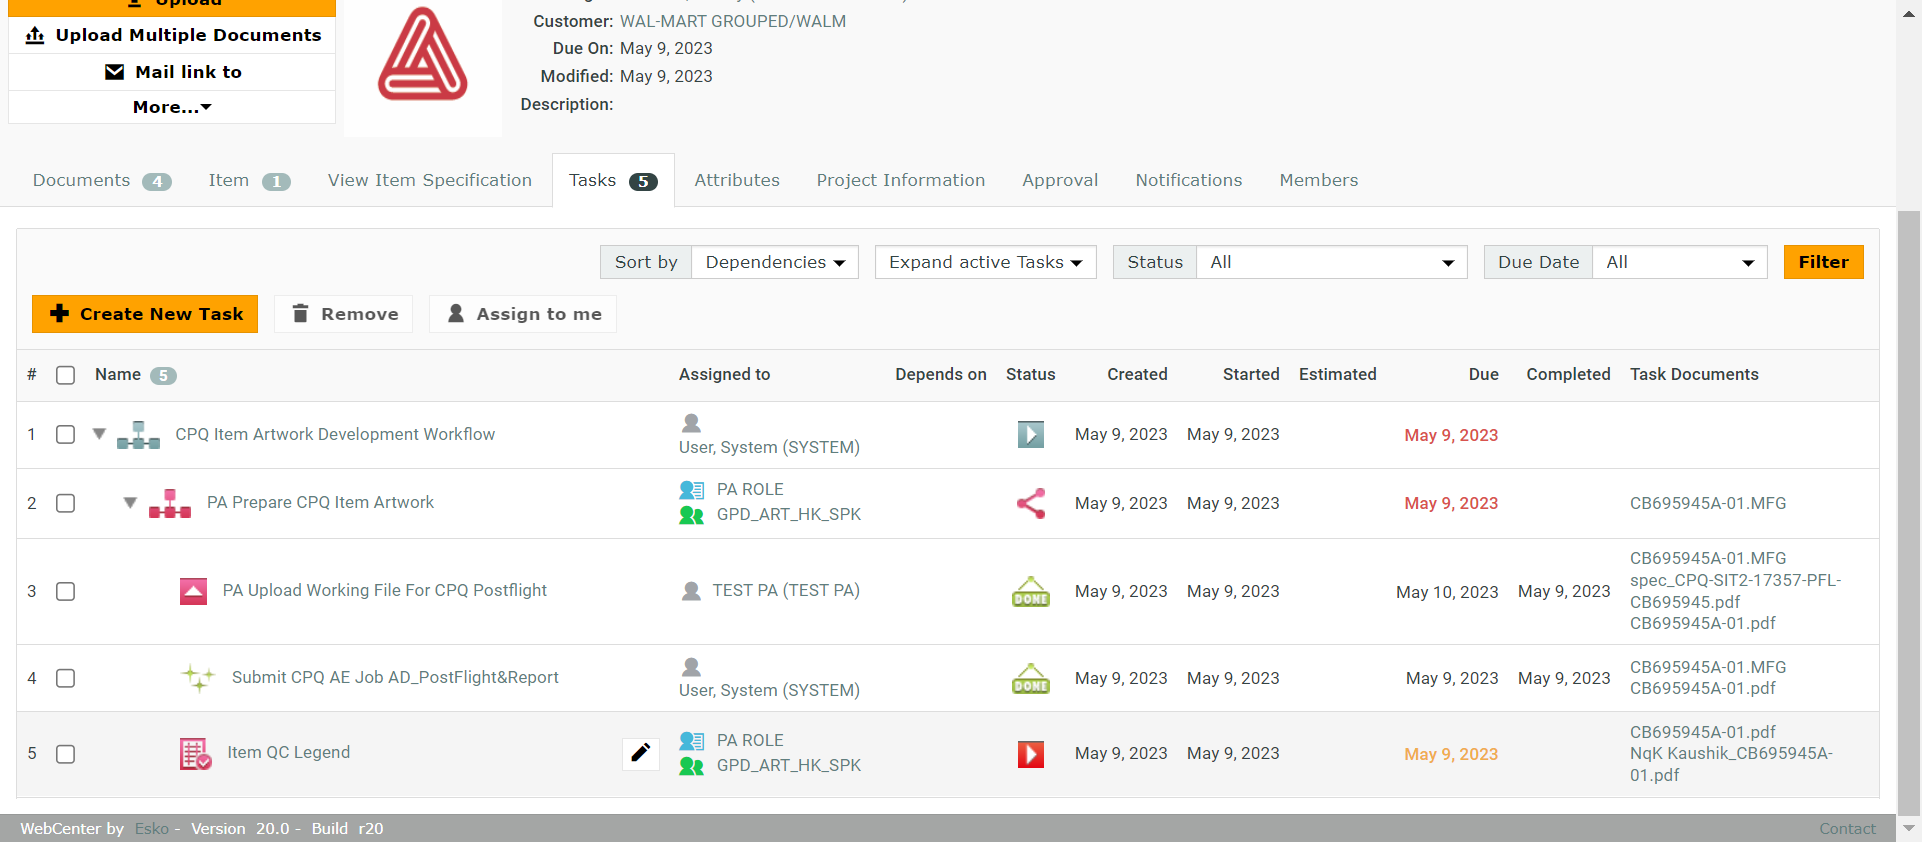 Upload
Upload Multiple Documents
Mail link to
More...
Customer: WAL-MART GROUPED/WALM
Due On: May 9, 2023
Modified: May 9, 2023
Description:
Documents 4 Item 1 View Item Specification Tasks 5 Attributes Project Information Approval Notifications Members
Sort by Dependencies Expand active Tasks Status All Due Date All Filter
Create New Task Remove Assign to me
# Name 5 Assigned to Depends on Status Created Started Estimated Due Completed Task Documents
1 CPQ Item Artwork Development Workflow User, System (SYSTEM) May 9, 2023 May 9, 2023 May 9, 2023
2 PA Prepare CPQ Item Artwork PA ROLE May 9, 2023 May 9, 2023 May 9, 2023 CB695945A-01.MFG
GPD_ART_HK_SPK
3 PA Upload Working File For CPQ Postflight TEST PA (TEST PA) DONE May 9, 2023 May 9, 2023 May 10, 2023 May 9, 2023 CB695945A-01.MFG
spec_CPQ-SIT2-17357-PFL-
CB695945.pdf
CB695945A-01.pdf
4 Submit CPQ AE Job AD_PostFlight&Report User, System (SYSTEM) DONE May 9, 2023 May 9, 2023 May 9, 2023 May 9, 2023 CB695945A-01.MFG
CB695945A-01.pdf
5 Item QC Legend PA ROLE May 9, 2023 May 9, 2023 May 9, 2023 CB695945A-01.pdf
GPD_ART_HK_SPK NqK Kaushik_CB695945A-
01.pdf
WebCenter by Esko - Version 20.0 - Build r20 Contact